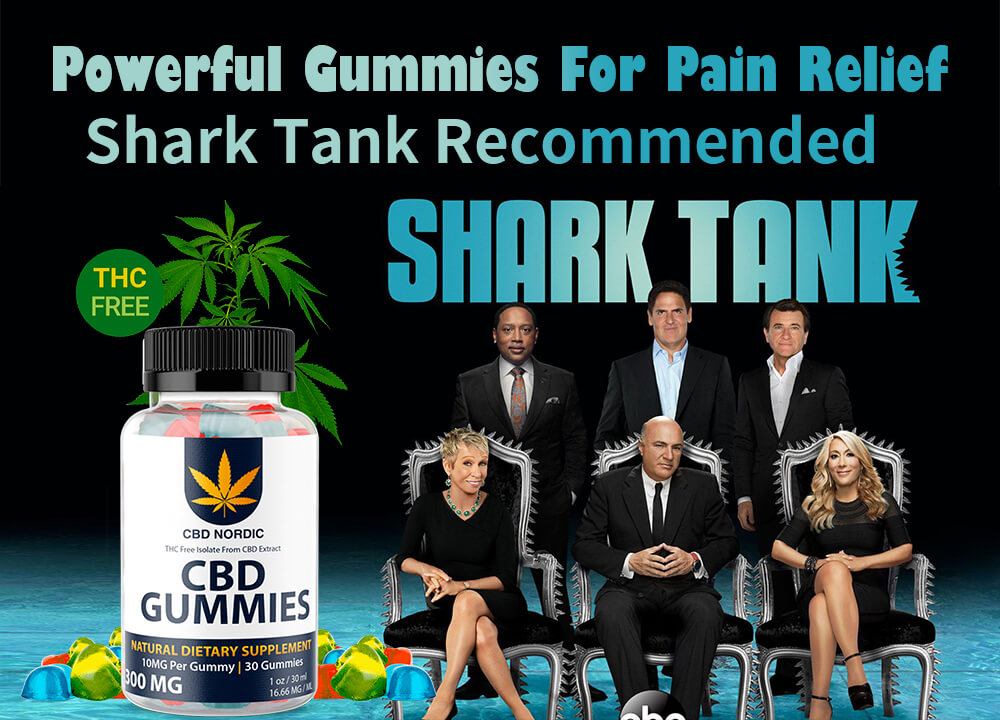 Powerful Gummies For Pain Relief
Shark Tank Recommended
SHARK TANK
THC
FREE
CBD NORDIC
THC Free Isolate From CBD Extract
CBD
GUMMIES
NATURAL DIETARY SUPPLEMENT
10MG Per Gummy | 30 Gummies
300 MG
1 oz / 30 ml
16.66 MG / ML
abc